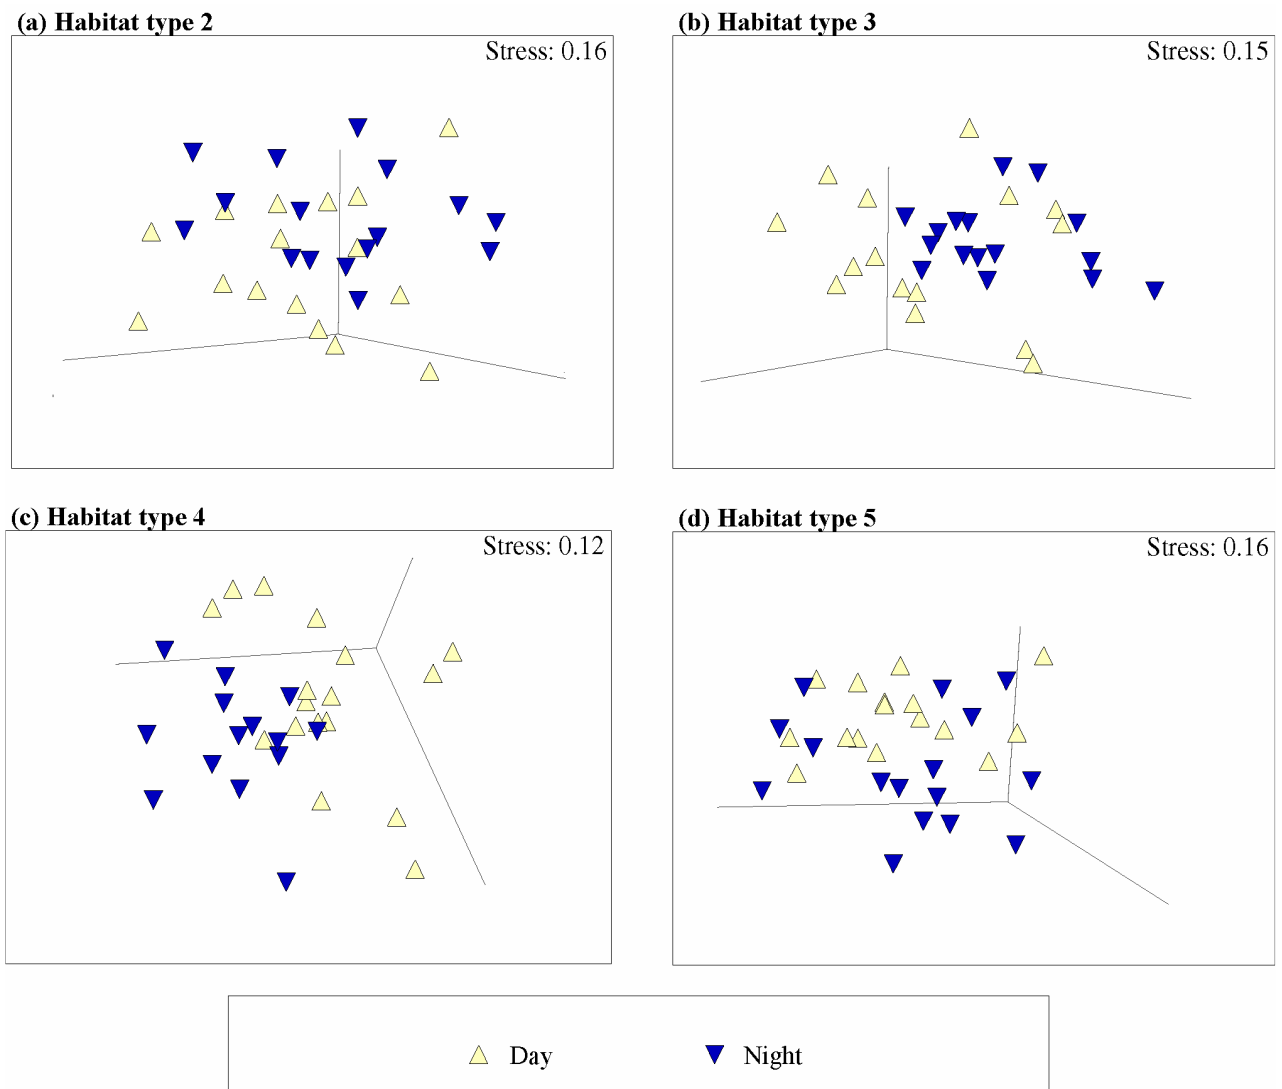 (a) Habitat type 2
Stress: 0.16
(b) Habitat type 3
Stress: 0.15
(c) Habitat type 4
Stress: 0.12
(d) Habitat type 5
Stress: 0.16
Day
Night